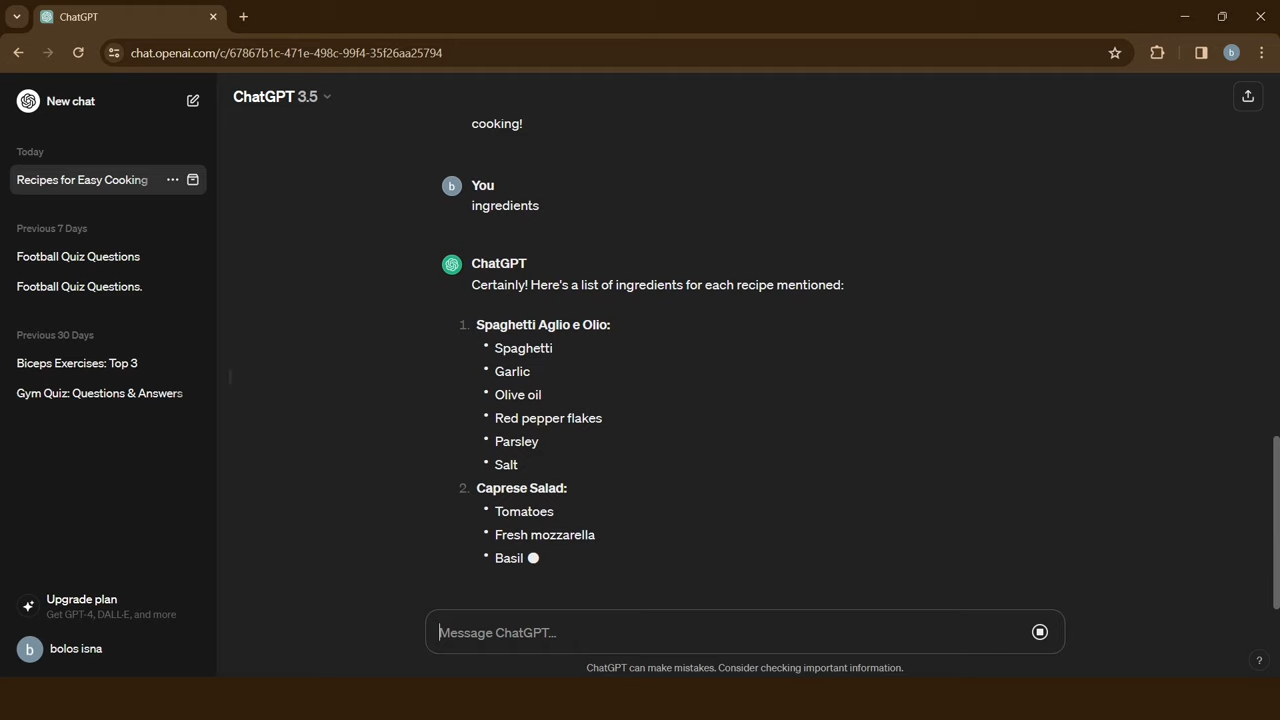 ChatGPT
chat.openai.com/c/67867b1c-471e-498c-99f4-35f26aa25794
b
New chat
ChatGPT 3.5
Today
Recipes for Easy Cooking
Previous 7 Days
Football Quiz Questions
Football Quiz Questions.
Previous 30 Days
Biceps Exercises: Top 3
Gym Quiz: Questions & Answers
Upgrade plan
Get GPT-4, DALL·E, and more
b
bolos isna
cooking!
b
You
ingredients
ChatGPT
Certainly! Here's a list of ingredients for each recipe mentioned:
1. Spaghetti Aglio e Olio:
• Spaghetti
• Garlic
• Olive oil
• Red pepper flakes
• Parsley
• Salt
2. Caprese Salad:
• Tomatoes
• Fresh mozzarella
• Basil
Message ChatGPT...
ChatGPT can make mistakes. Consider checking important information.
?